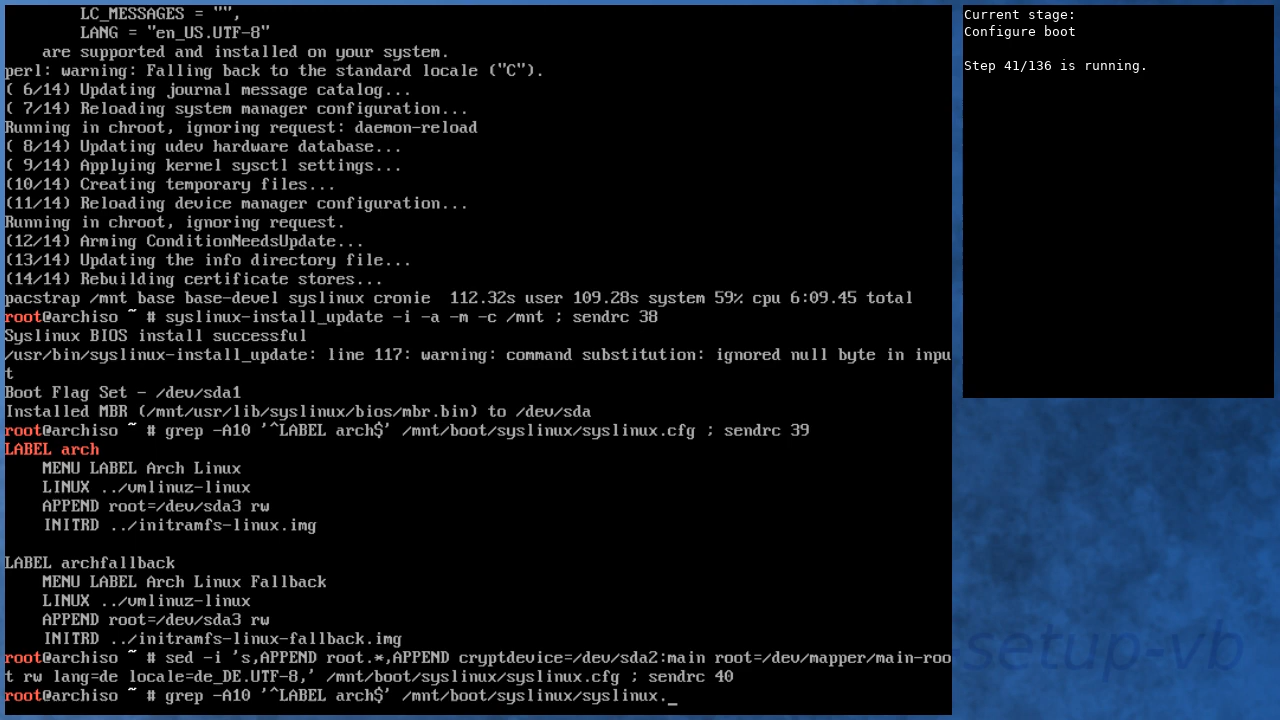 LC_MESSAGES = "",
        LANG = "en_US.UTF-8"
    are supported and installed on your system.
perl: warning: Falling back to the standard locale ("C").
( 6/14) Updating journal message catalog...
( 7/14) Reloading system manager configuration...
Running in chroot, ignoring request: daemon-reload
( 8/14) Updating udev hardware database...
( 9/14) Applying kernel sysctl settings...
(10/14) Creating temporary files...
(11/14) Reloading device manager configuration...
Running in chroot, ignoring request.
(12/14) Arming ConditionNeedsUpdate...
(13/14) Updating the info directory file...
(14/14) Rebuilding certificate stores...
pacstrap /mnt base base-devel syslinux cronie  112.32s user 109.28s system 59% cpu 6:09.45 total
root@archiso ~ # syslinux-install_update -i -a -m -c /mnt ; sendrc 38
Syslinux BIOS install successful
/usr/bin/syslinux-install_update: line 117: warning: command substitution: ignored null byte in inpu
t
Boot Flag Set - /dev/sda1
Installed MBR (/mnt/usr/lib/syslinux/bios/mbr.bin) to /dev/sda
root@archiso ~ # grep -A10 '^LABEL arch$' /mnt/boot/syslinux/syslinux.cfg ; sendrc 39
LABEL arch
    MENU LABEL Arch Linux
    LINUX ../vmlinuz-linux
    APPEND root=/dev/sda3 rw
    INITRD ../initramfs-linux.img

LABEL archfallback
    MENU LABEL Arch Linux Fallback
    LINUX ../vmlinuz-linux
    APPEND root=/dev/sda3 rw
    INITRD ../initramfs-linux-fallback.img
root@archiso ~ # sed -i 's,APPEND root.*,APPEND cryptdevice=/dev/sda2:main root=/dev/mapper/main-roo
t rw lang=de locale=de_DE.UTF-8,' /mnt/boot/syslinux/syslinux.cfg ; sendrc 40
root@archiso ~ # grep -A10 '^LABEL arch$' /mnt/boot/syslinux/syslinux._
Current stage:
Configure boot

Step 41/136 is running.
setup-vb